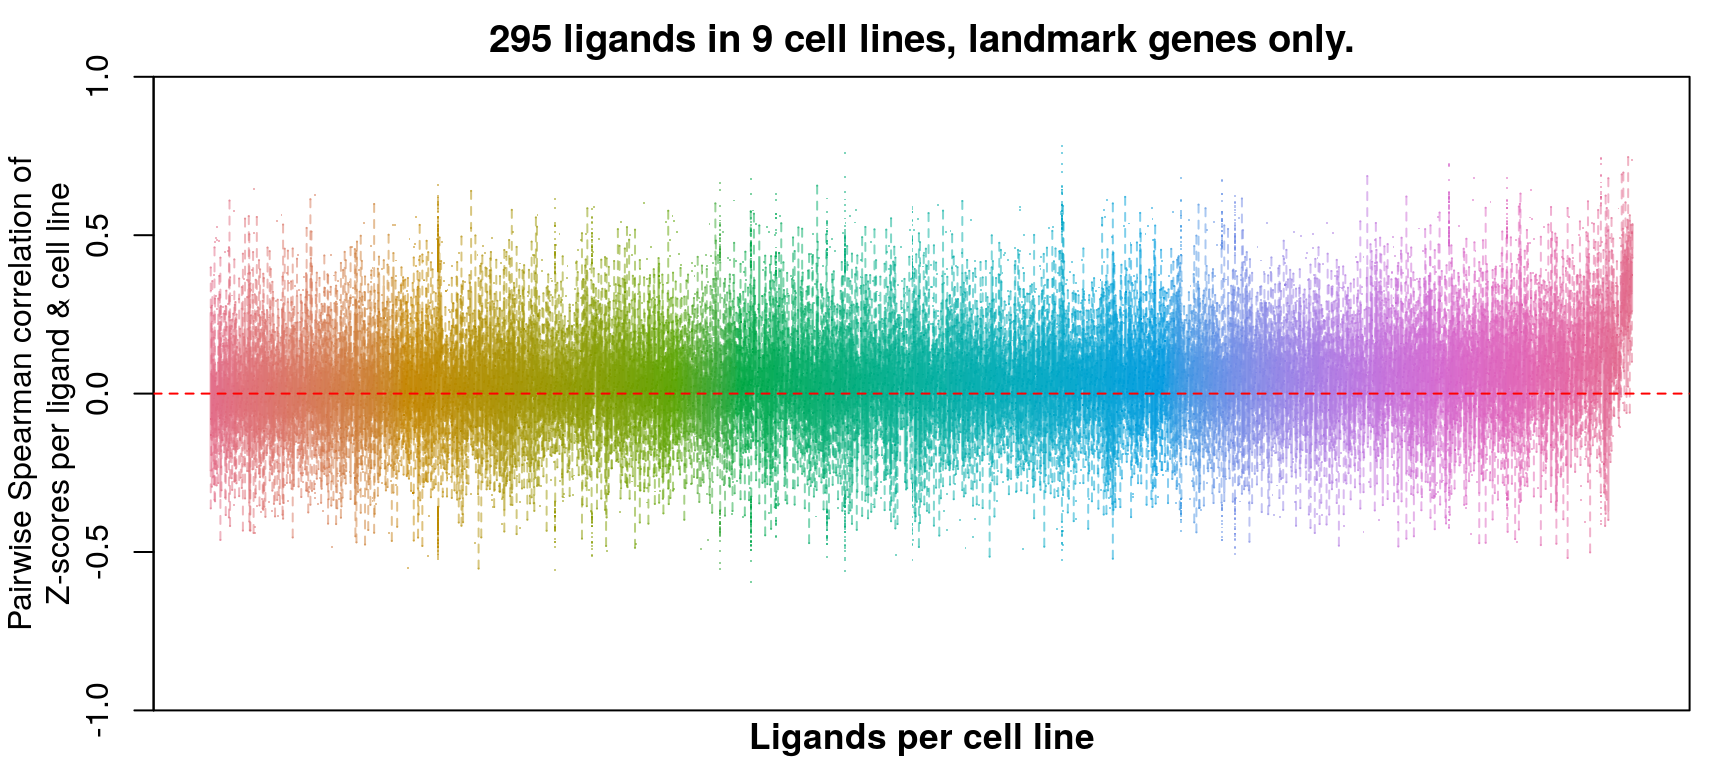 295 ligands in 9 cell lines, landmark genes only.
Pairwise Spearman correlation of
Z-scores per ligand & cell line
1.0
0.5
0.0
-0.5
-1.0
Ligands per cell line